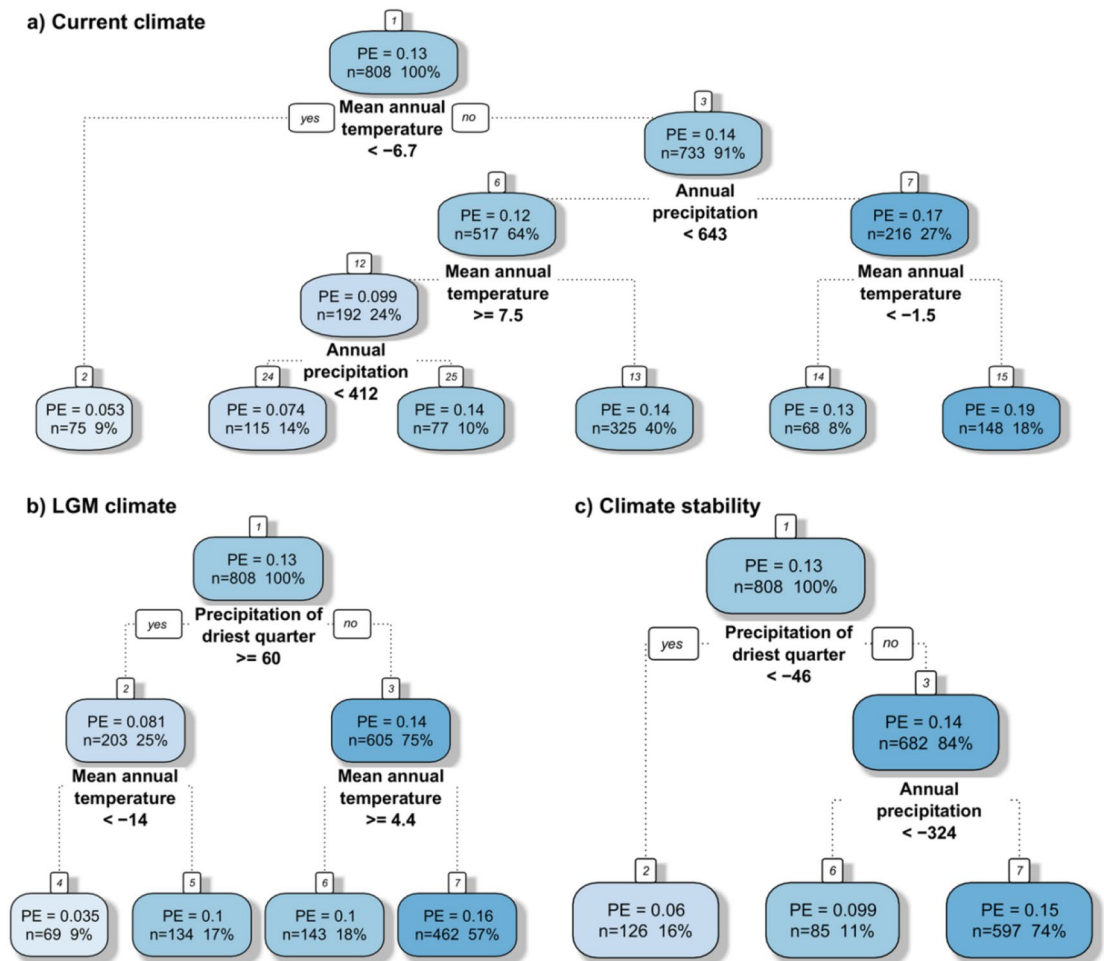 a) Current climate
1
PE = 0.13
n=808 100%
yes
Mean annual
temperature
< −6.7
no
3
PE = 0.14
n=733 91%
Annual
precipitation
< 643
6
PE = 0.12
n=517 64%
Mean annual
temperature
>= 7.5
7
PE = 0.17
n=216 27%
Mean annual
temperature
< −1.5
12
PE = 0.099
n=192 24%
Annual
precipitation
< 412
2
PE = 0.053
n=75 9%
24
PE = 0.074
n=115 14%
25
PE = 0.14
n=77 10%
13
PE = 0.14
n=325 40%
14
PE = 0.13
n=68 8%
15
PE = 0.19
n=148 18%
b) LGM climate
1
PE = 0.13
n=808 100%
yes
Precipitation of
driest quarter
>= 60
no
2
PE = 0.081
n=203 25%
Mean annual
temperature
< −14
3
PE = 0.14
n=605 75%
Mean annual
temperature
>= 4.4
4
PE = 0.035
n=69 9%
5
PE = 0.1
n=134 17%
6
PE = 0.1
n=143 18%
7
PE = 0.16
n=462 57%
c) Climate stability
1
PE = 0.13
n=808 100%
yes
Precipitation of
driest quarter
< −46
no
3
PE = 0.14
n=682 84%
Annual
precipitation
< −324
2
PE = 0.06
n=126 16%
6
PE = 0.099
n=85 11%
7
PE = 0.15
n=597 74%